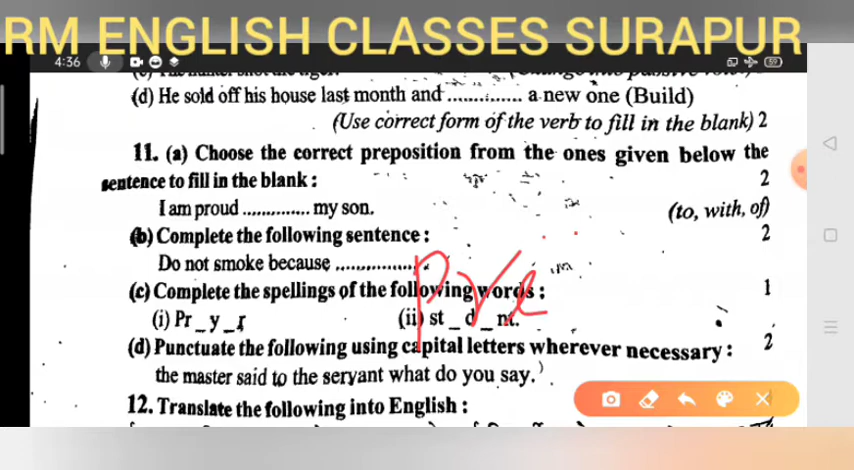 RM ENGLISH CLASSES SURAPUR
4:36
59
(d) He sold off his house last month and .............. a new one (Build)
(Use correct form of the verb to fill in the blank) 2
11. (a) Choose the correct preposition from the ones given below the
sentence to fill in the blank : 2
I am proud .............. my son. (to, with, of)
(b) Complete the following sentence : 2
Do not smoke because ................
(c) Complete the spellings of the following words : 1
(i) Pr _ y _ r (ii) st _ d _ nt.
Pre
(d) Punctuate the following using capital letters wherever necessary : 2
the master said to the servant what do you say.
12. Translate the following into English :